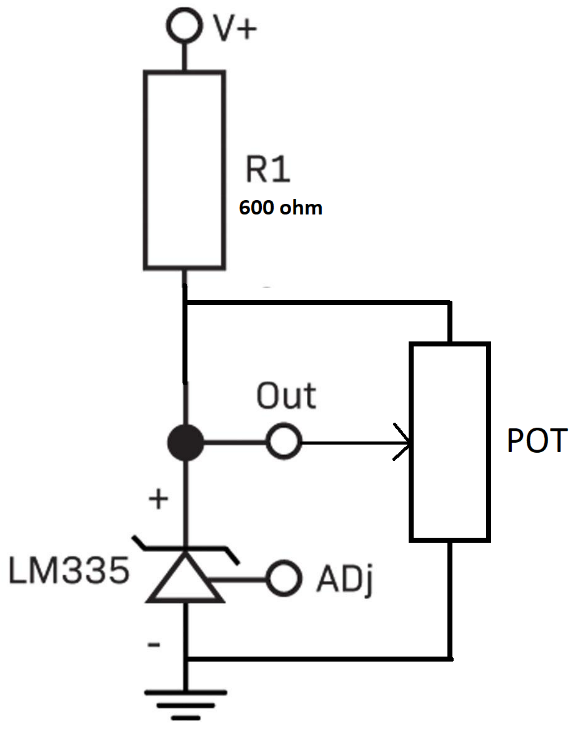 V+
R1
600 ohm
Out
POT
+
LM335
ADj
-